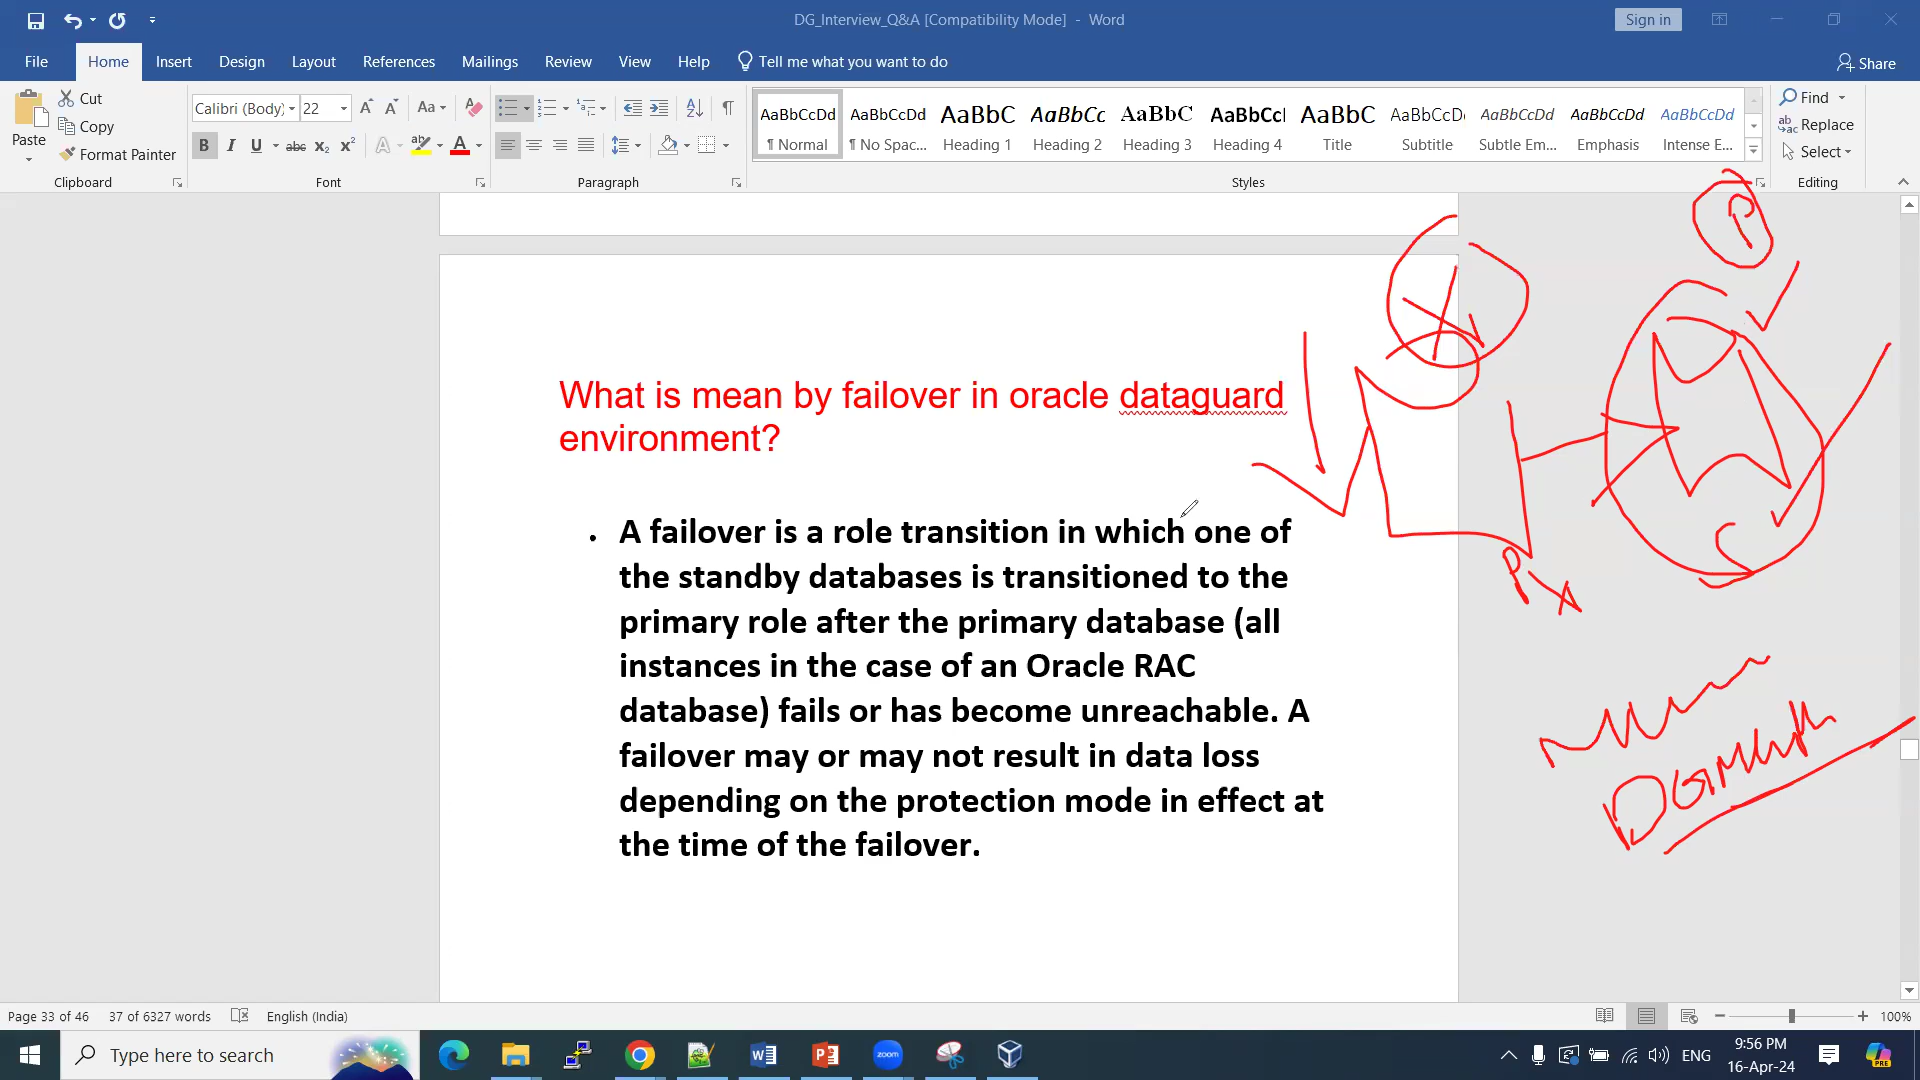 DG_Interview_Q&A [Compatibility Mode] - Word
Sign in
File Home Insert Design Layout References Mailings Review View Help Tell me what you want to do Share
Paste
Cut
Copy
Format Painter
Clipboard
Calibri (Body) 22
Font
Paragraph
AaBbCcDd AaBbCcDd AaBbC AaBbCc AaBbC AaBbCcI AaBbC AaBbCcD AaBbCcDd AaBbCcDd AaBbCcDd
¶ Normal ¶ No Spac... Heading 1 Heading 2 Heading 3 Heading 4 Title Subtitle Subtle Em... Emphasis Intense E...
Styles
Find
Replace
Select
Editing
What is mean by failover in oracle dataguard
environment?
• A failover is a role transition in which one of
the standby databases is transitioned to the
primary role after the primary database (all
instances in the case of an Oracle RAC
database) fails or has become unreachable. A
failover may or may not result in data loss
depending on the protection mode in effect at
the time of the failover.
P
Page 33 of 46 37 of 6327 words English (India) 100%
Type here to search
zoom
ENG
9:56 PM
16-Apr-24
PRE